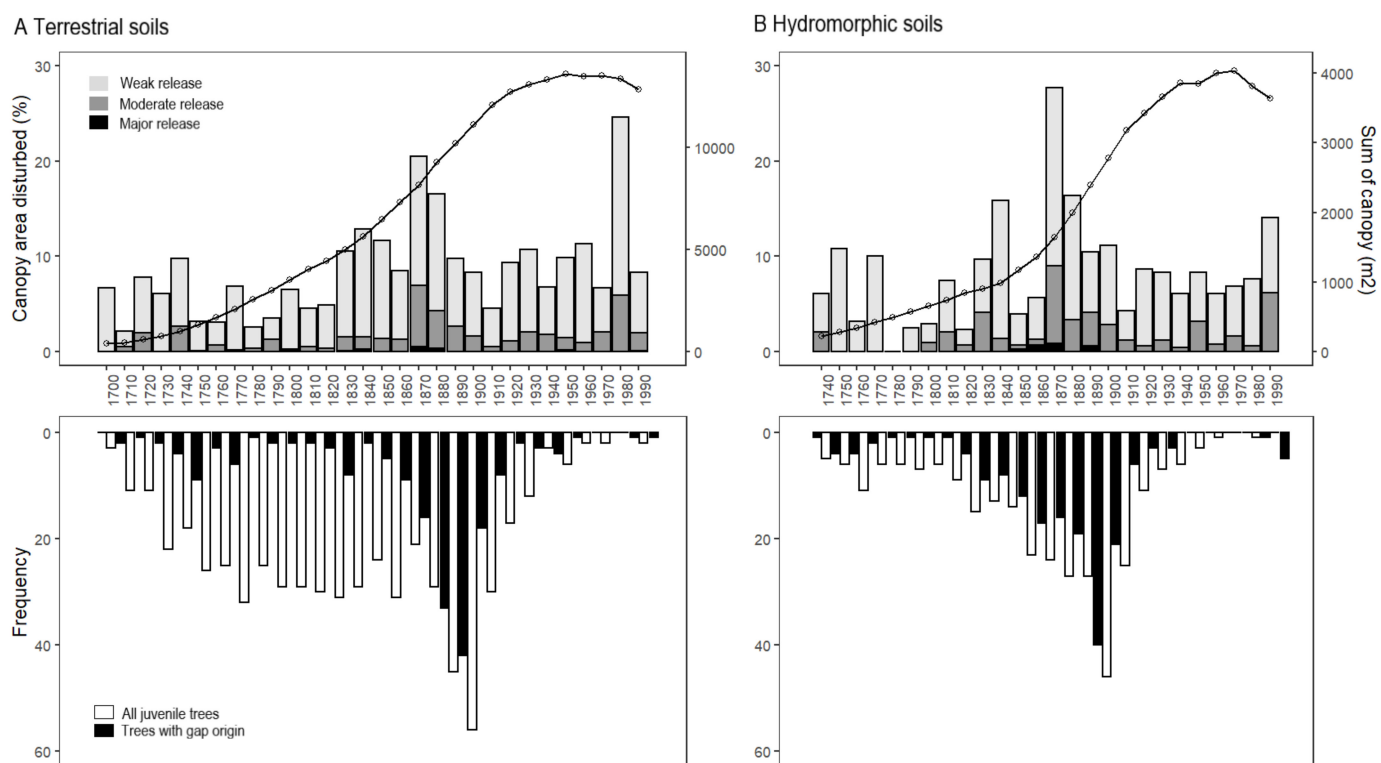 A Terrestrial soils
Canopy area disturbed (%)
30
20
10
0
Weak release
Moderate release
Major release
10000
5000
0
1700 1710 1720 1730 1740 1750 1760 1770 1780 1790 1800 1810 1820 1830 1840 1850 1860 1870 1880 1890 1900 1910 1920 1930 1940 1950 1960 1970 1980 1990
B Hydromorphic soils
30
20
10
0
4000
3000
2000
1000
0
Sum of canopy (m2)
1740 1750 1760 1770 1780 1790 1800 1810 1820 1830 1840 1850 1860 1870 1880 1890 1900 1910 1920 1930 1940 1950 1960 1970 1980 1990
Frequency
0
20
40
60
All juvenile trees
Trees with gap origin
0
20
40
60